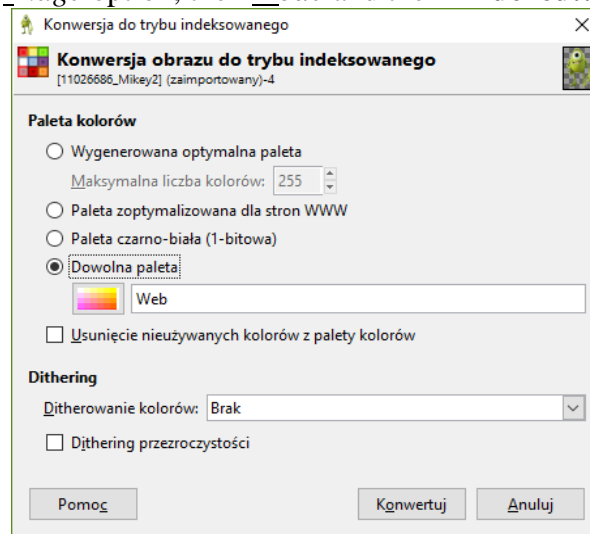 Konwersja do trybu indeksowanego
Konwersja obrazu do trybu indeksowanego
[11026686_Mikey2] (zaimportowany)-4
Paleta kolorów
Wygenerowana optymalna paleta
Maksymalna liczba kolorów: 255
Paleta zoptymalizowana dla stron WWW
Paleta czarno-biała (1-bitowa)
Dowolna paleta
Web
Usunięcie nieużywanych kolorów z palety kolorów
Dithering
Ditherowanie kolorów: Brak
Dithering przezroczystości
Pomoc Konwertuj Anuluj